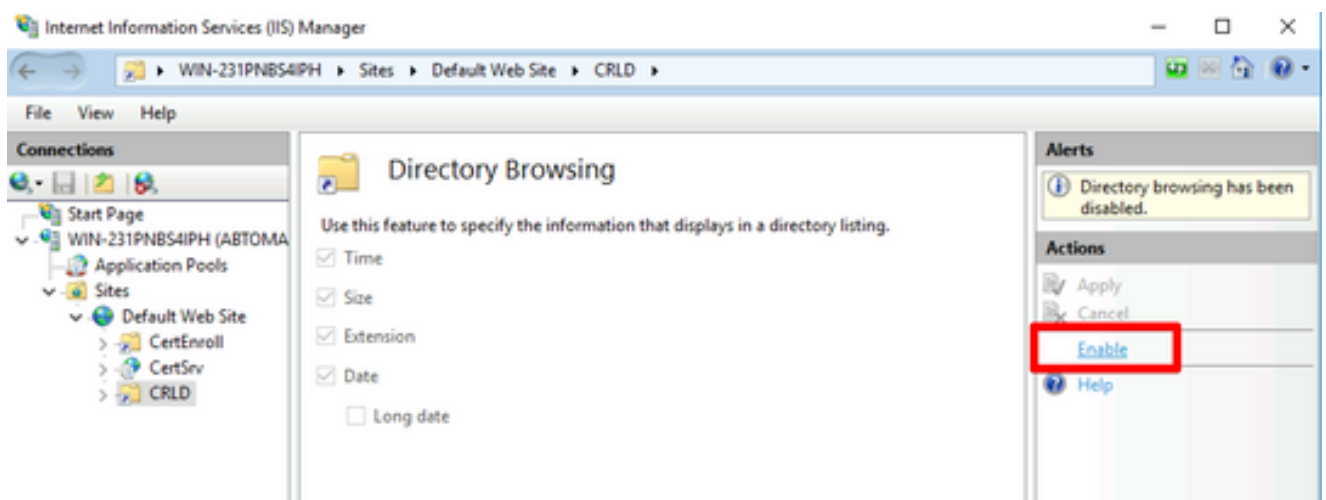 Internet Information Services (IIS) Manager
WIN-231PNBS4IPH ▸ Sites ▸ Default Web Site ▸ CRLD ▸
File View Help
Connections
Start Page
WIN-231PNBS4IPH (ABTOMA
Application Pools
Sites
Default Web Site
CertEnroll
CertSrv
CRLD
Directory Browsing
Use this feature to specify the information that displays in a directory listing.
Time
Size
Extension
Date
Long date
Alerts
Directory browsing has been
disabled.
Actions
Apply
Cancel
Enable
Help